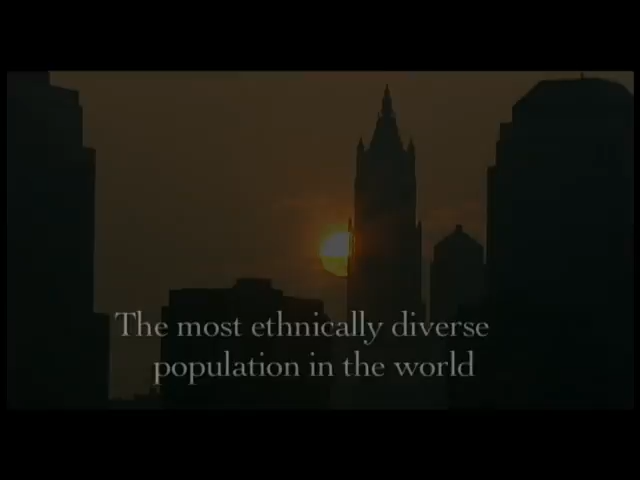 The most ethnically diverse
population in the world